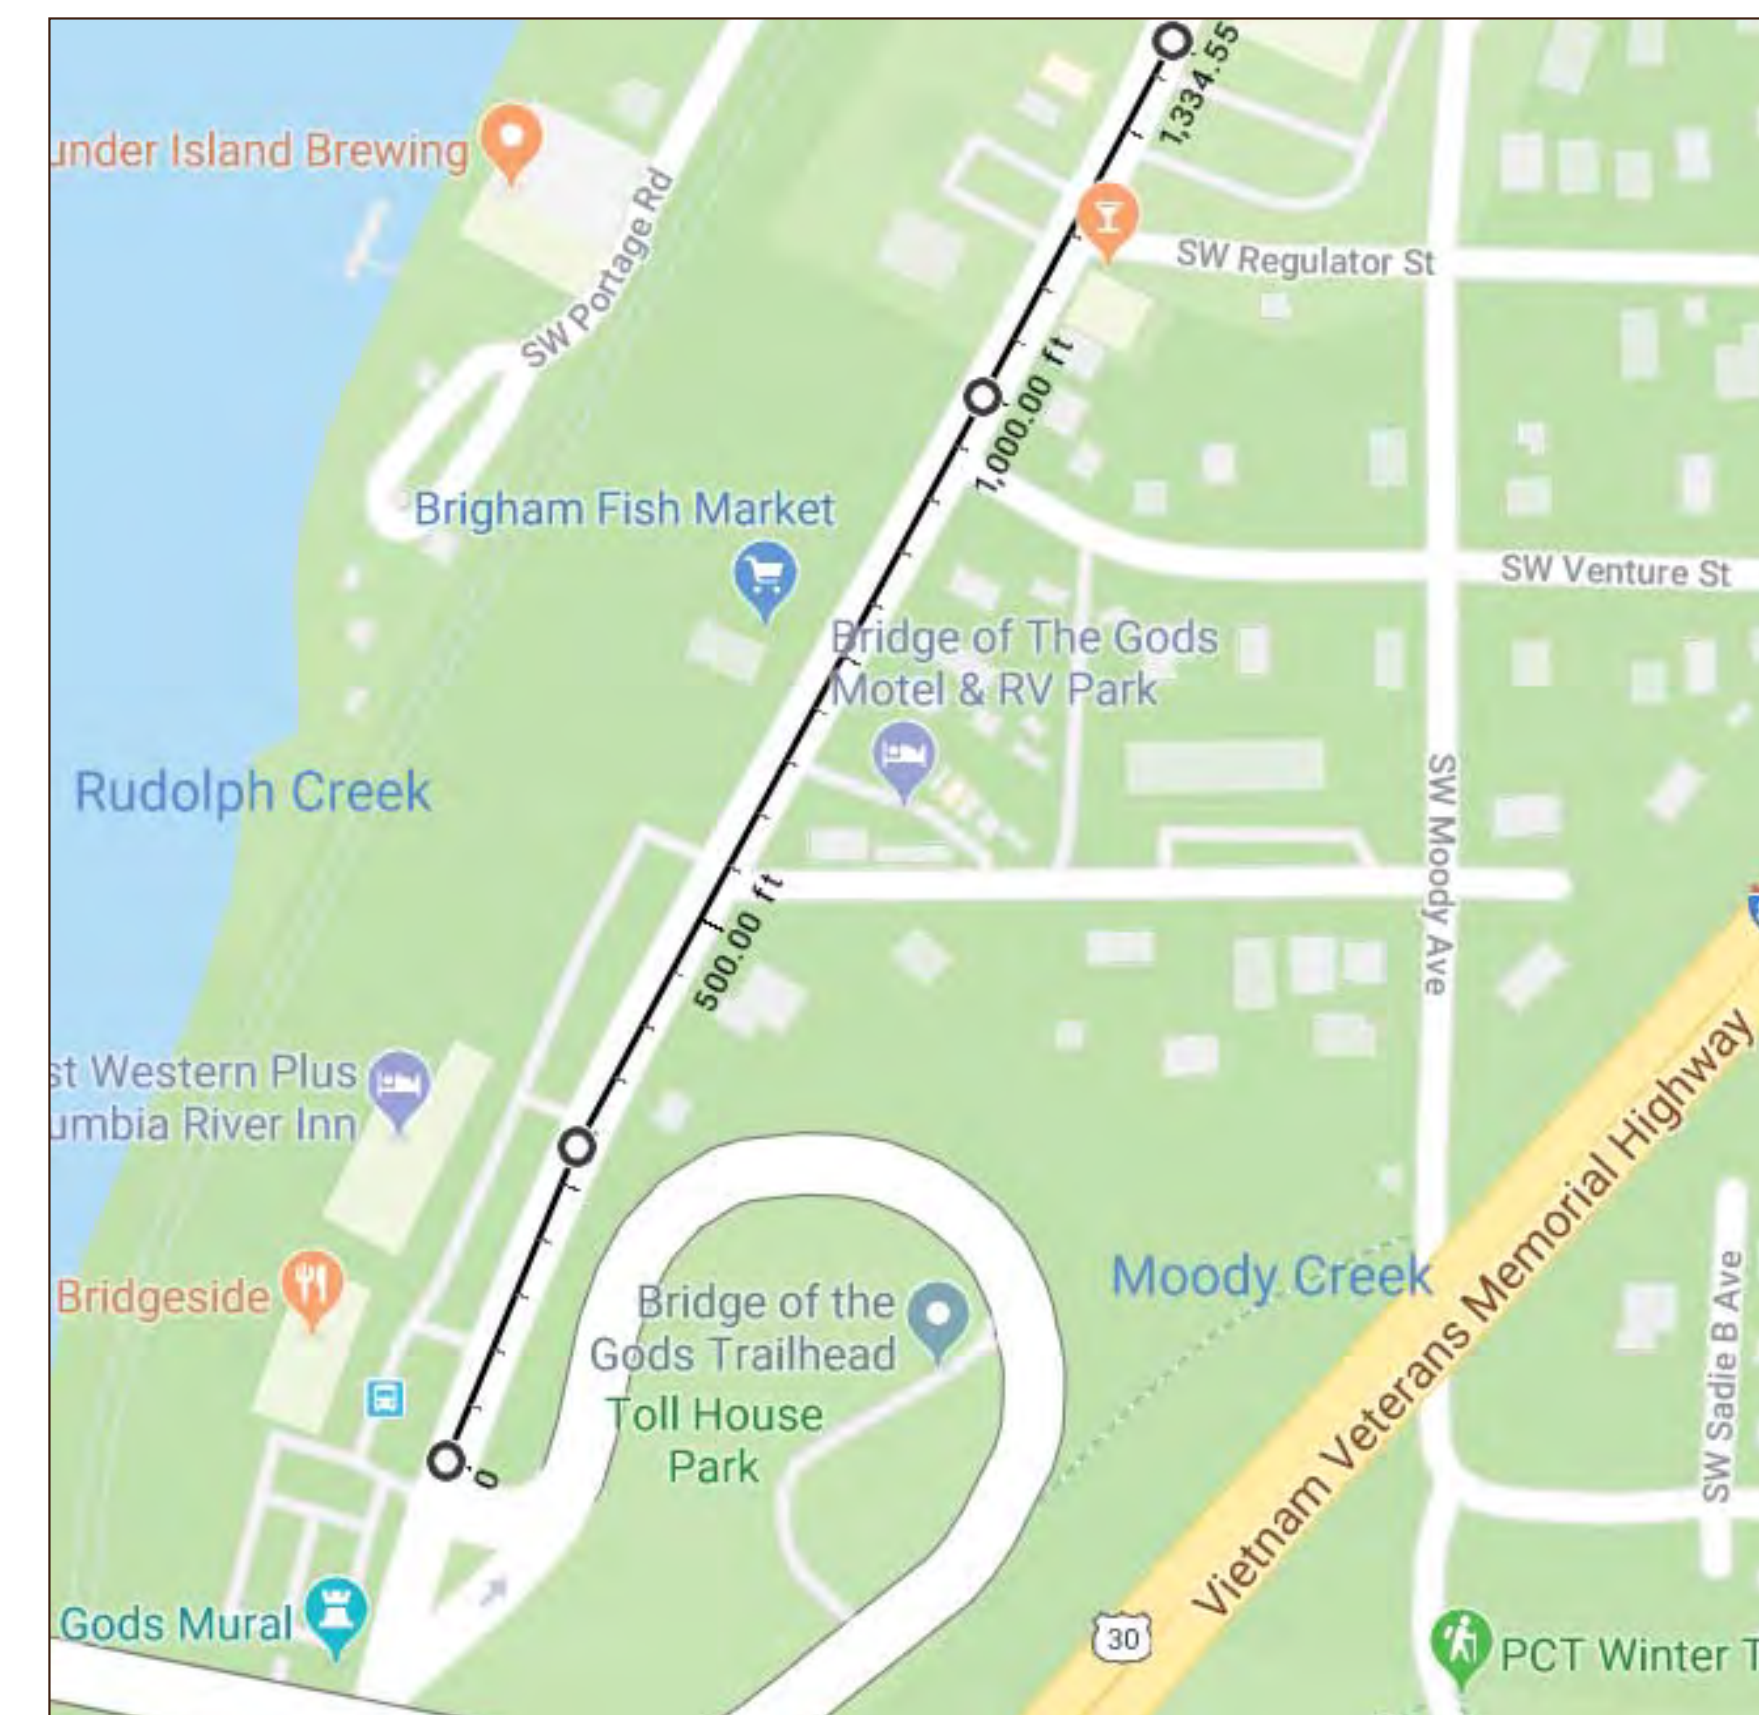 1,334.55
under Island Brewing
SW Portage Rd
SW Regulator St
1,000.00 ft
Brigham Fish Market
SW Venture St
Bridge of The Gods
Motel & RV Park
Rudolph Creek
SW Moody Ave
500.00 ft
st Western Plus
umbia River Inn
Vietnam Veterans Memorial Highway
Moody Creek
Bridgeside
Bridge of the
Gods Trailhead
SW Sadie B Ave
Toll House
Park
0
Gods Mural
30
PCT Winter T